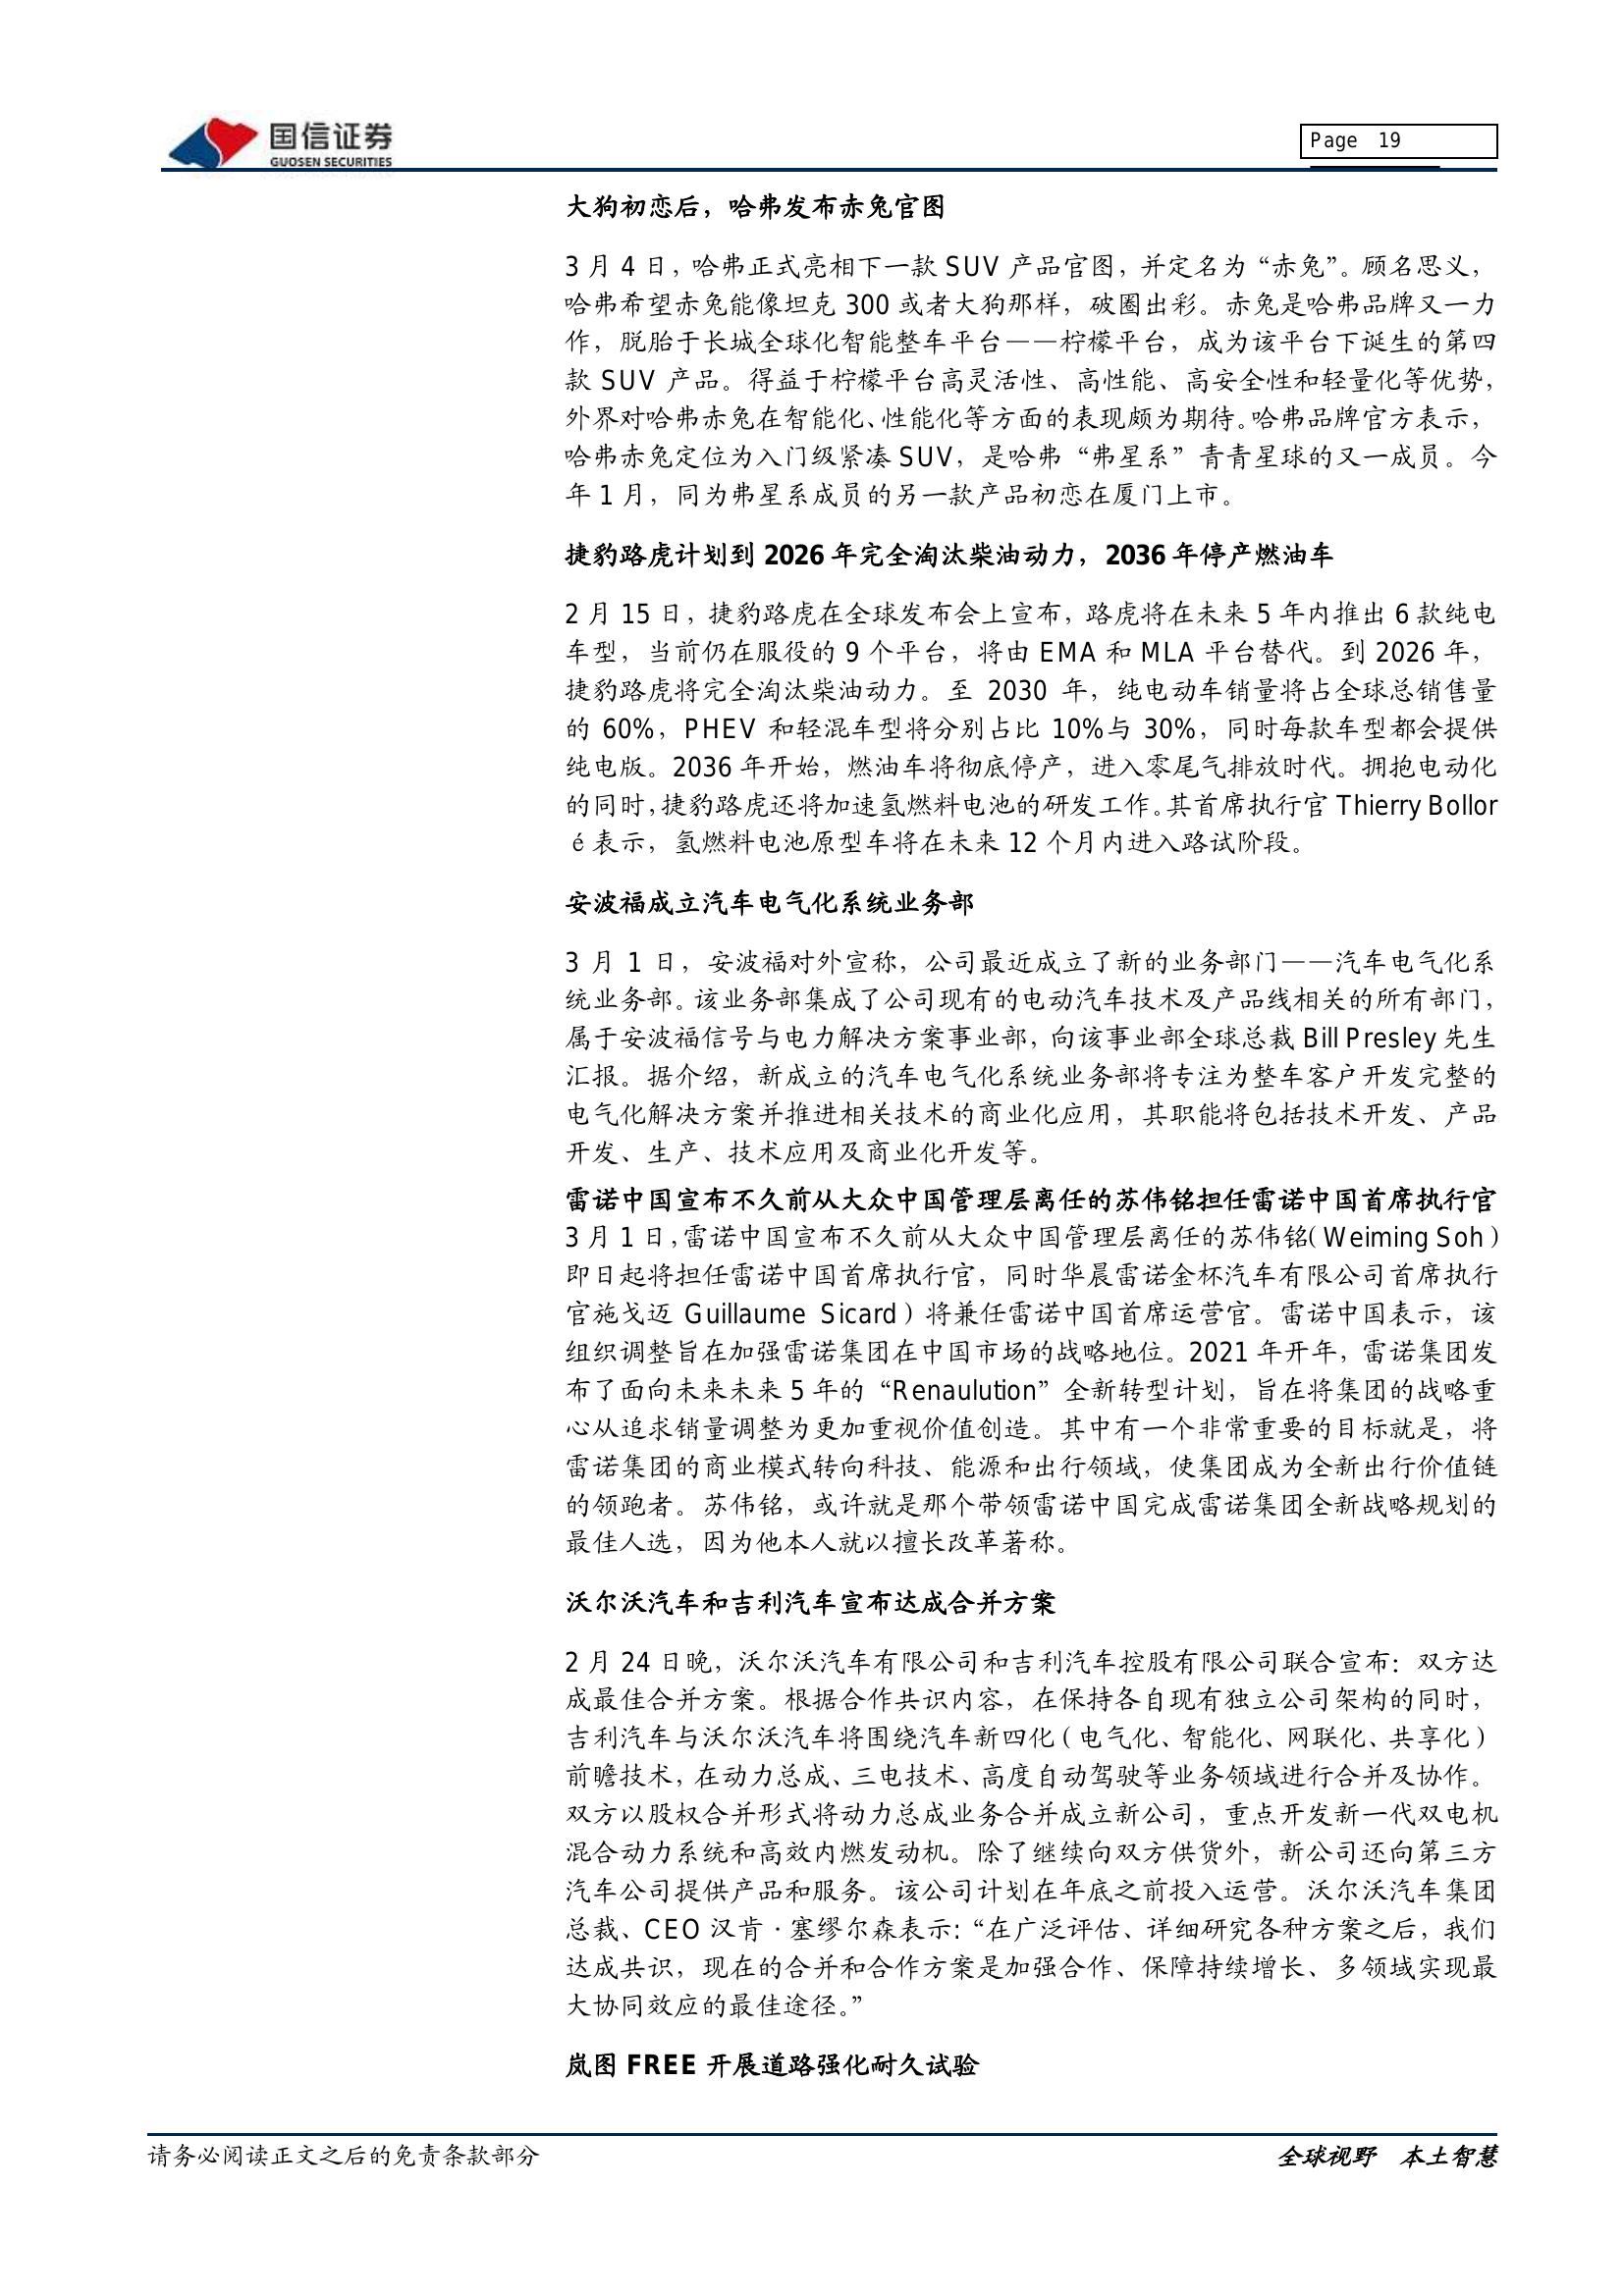 国信证券
GUOSEN SECURITIES
Page 19
大狗初恋后，哈弗发布赤兔官图
3 月 4 日，哈弗正式亮相下一款 SUV 产品官图，并定名为“赤兔”。顾名思义，
哈弗希望赤兔能像坦克 300 或者大狗那样，破圈出彩。赤兔是哈弗品牌又一力
作，脱胎于长城全球化智能整车平台——柠檬平台，成为该平台下诞生的第四
款 SUV 产品。得益于柠檬平台高灵活性、高性能、高安全性和轻量化等优势，
外界对哈弗赤兔在智能化、性能化等方面的表现颇为期待。哈弗品牌官方表示，
哈弗赤兔定位为入门级紧凑 SUV，是哈弗“弗星系”青青星球的又一成员。今
年 1 月，同为弗星系成员的另一款产品初恋在厦门上市。
捷豹路虎计划到 2026 年完全淘汰柴油动力，2036 年停产燃油车
2 月 15 日，捷豹路虎在全球发布会上宣布，路虎将在未来 5 年内推出 6 款纯电
车型，当前仍在服役的 9 个平台，将由 EMA 和 MLA 平台替代。到 2026 年，
捷豹路虎将完全淘汰柴油动力。至 2030 年，纯电动车销量将占全球总销售量
的 60%，PHEV 和轻混车型将分别占比 10%与 30%，同时每款车型都会提供
纯电版。2036 年开始，燃油车将彻底停产，进入零尾气排放时代。拥抱电动化
的同时，捷豹路虎还将加速氢燃料电池的研发工作。其首席执行官 Thierry Bollor
é 表示，氢燃料电池原型车将在未来 12 个月内进入路试阶段。
安波福成立汽车电气化系统业务部
3 月 1 日，安波福对外宣称，公司最近成立了新的业务部门——汽车电气化系
统业务部。该业务部集成了公司现有的电动汽车技术及产品线相关的所有部门，
属于安波福信号与电力解决方案事业部，向该事业部全球总裁 Bill Presley 先生
汇报。据介绍，新成立的汽车电气化系统业务部将专注为整车客户开发完整的
电气化解决方案并推进相关技术的商业化应用，其职能将包括技术开发、产品
开发、生产、技术应用及商业化开发等。
雷诺中国宣布不久前从大众中国管理层离任的苏伟铭担任雷诺中国首席执行官
3 月 1 日，雷诺中国宣布不久前从大众中国管理层离任的苏伟铭（Weiming Soh）
即日起将担任雷诺中国首席执行官，同时华晨雷诺金杯汽车有限公司首席执行
官施戈迈 Guillaume Sicard）将兼任雷诺中国首席运营官。雷诺中国表示，该
组织调整旨在加强雷诺集团在中国市场的战略地位。2021 年开年，雷诺集团发
布了面向未来未来 5 年的“Renaulution”全新转型计划，旨在将集团的战略重
心从追求销量调整为更加重视价值创造。其中有一个非常重要的目标就是，将
雷诺集团的商业模式转向科技、能源和出行领域，使集团成为全新出行价值链
的领跑者。苏伟铭，或许就是那个带领雷诺中国完成雷诺集团全新战略规划的
最佳人选，因为他本人就以擅长改革著称。
沃尔沃汽车和吉利汽车宣布达成合并方案
2 月 24 日晚，沃尔沃汽车有限公司和吉利汽车控股有限公司联合宣布：双方达
成最佳合并方案。根据合作共识内容，在保持各自现有独立公司架构的同时，
吉利汽车与沃尔沃汽车将围绕汽车新四化（电气化、智能化、网联化、共享化）
前瞻技术，在动力总成、三电技术、高度自动驾驶等业务领域进行合并及协作。
双方以股权合并形式将动力总成业务合并成立新公司，重点开发新一代双电机
混合动力系统和高效内燃发动机。除了继续向双方供货外，新公司还向第三方
汽车公司提供产品和服务。该公司计划在年底之前投入运营。沃尔沃汽车集团
总裁、CEO 汉肯·塞缪尔森表示：“在广泛评估、详细研究各种方案之后，我们
达成共识，现在的合并和合作方案是加强合作、保障持续增长、多领域实现最
大协同效应的最佳途径。”
岚图 FREE 开展道路强化耐久试验
请务必阅读正文之后的免责条款部分
全球视野 本土智慧